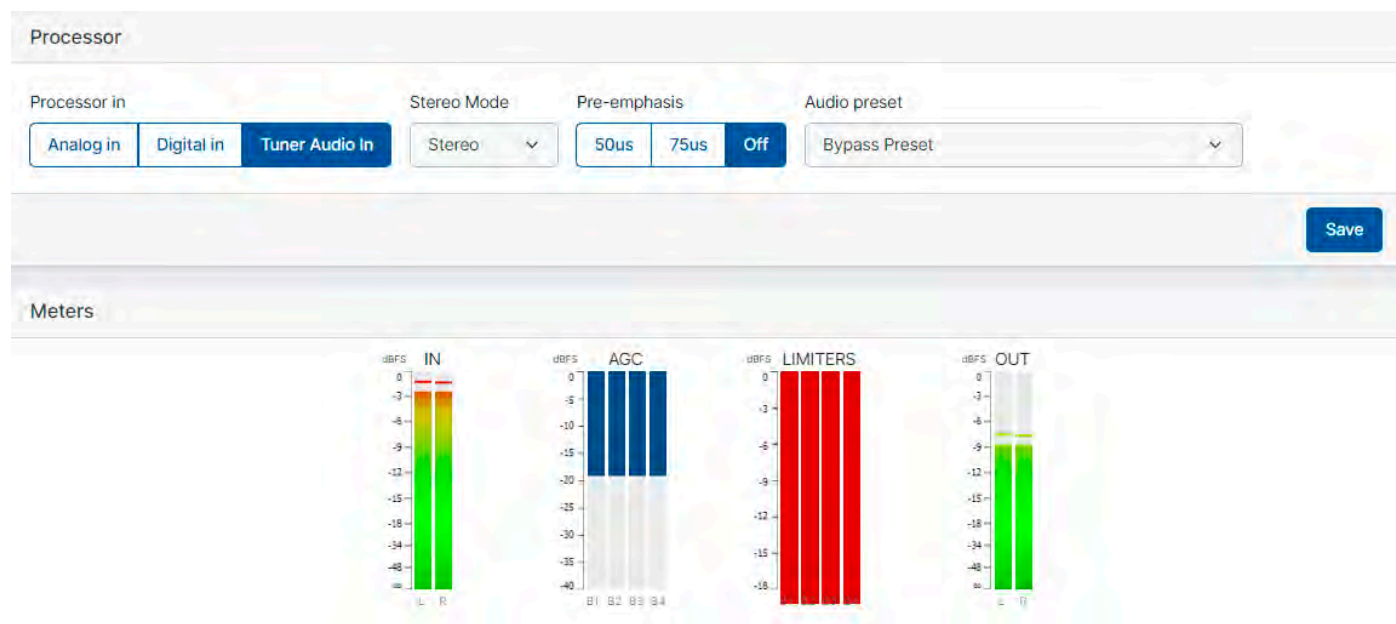 Processor
Processor in Stereo Mode Pre-emphasis Audio preset
Analog in Digital in Tuner Audio In Stereo 50us 75us Off Bypass Preset
Save
Meters
dBFS IN dBFS AGC dBFS LIMITERS dBFS OUT
0 0 0 0
-3 -5 -3 -3
-6 -10 -6 -6
-9 -15 -9 -9
-12 -20 -12 -12
-15 -25 -15 -15
-18 -30 -18 -18
-34 -35 -34
-48 -40 -48
∞ ∞
L R B1 B2 B3 B4 L R